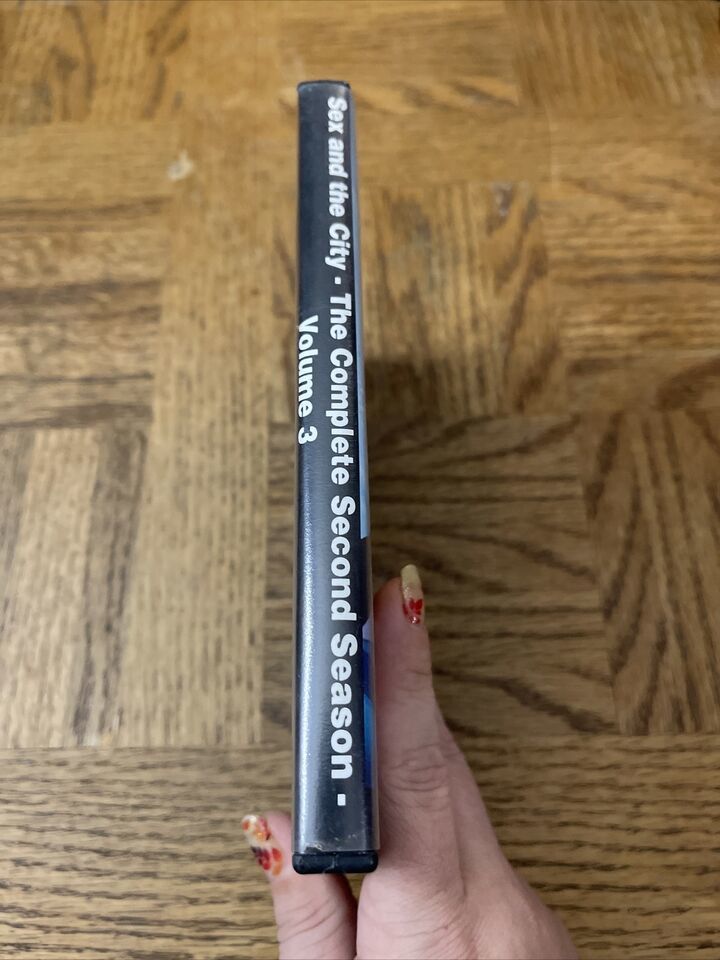 Sex and the City - The Complete Second Season -
Volume 3